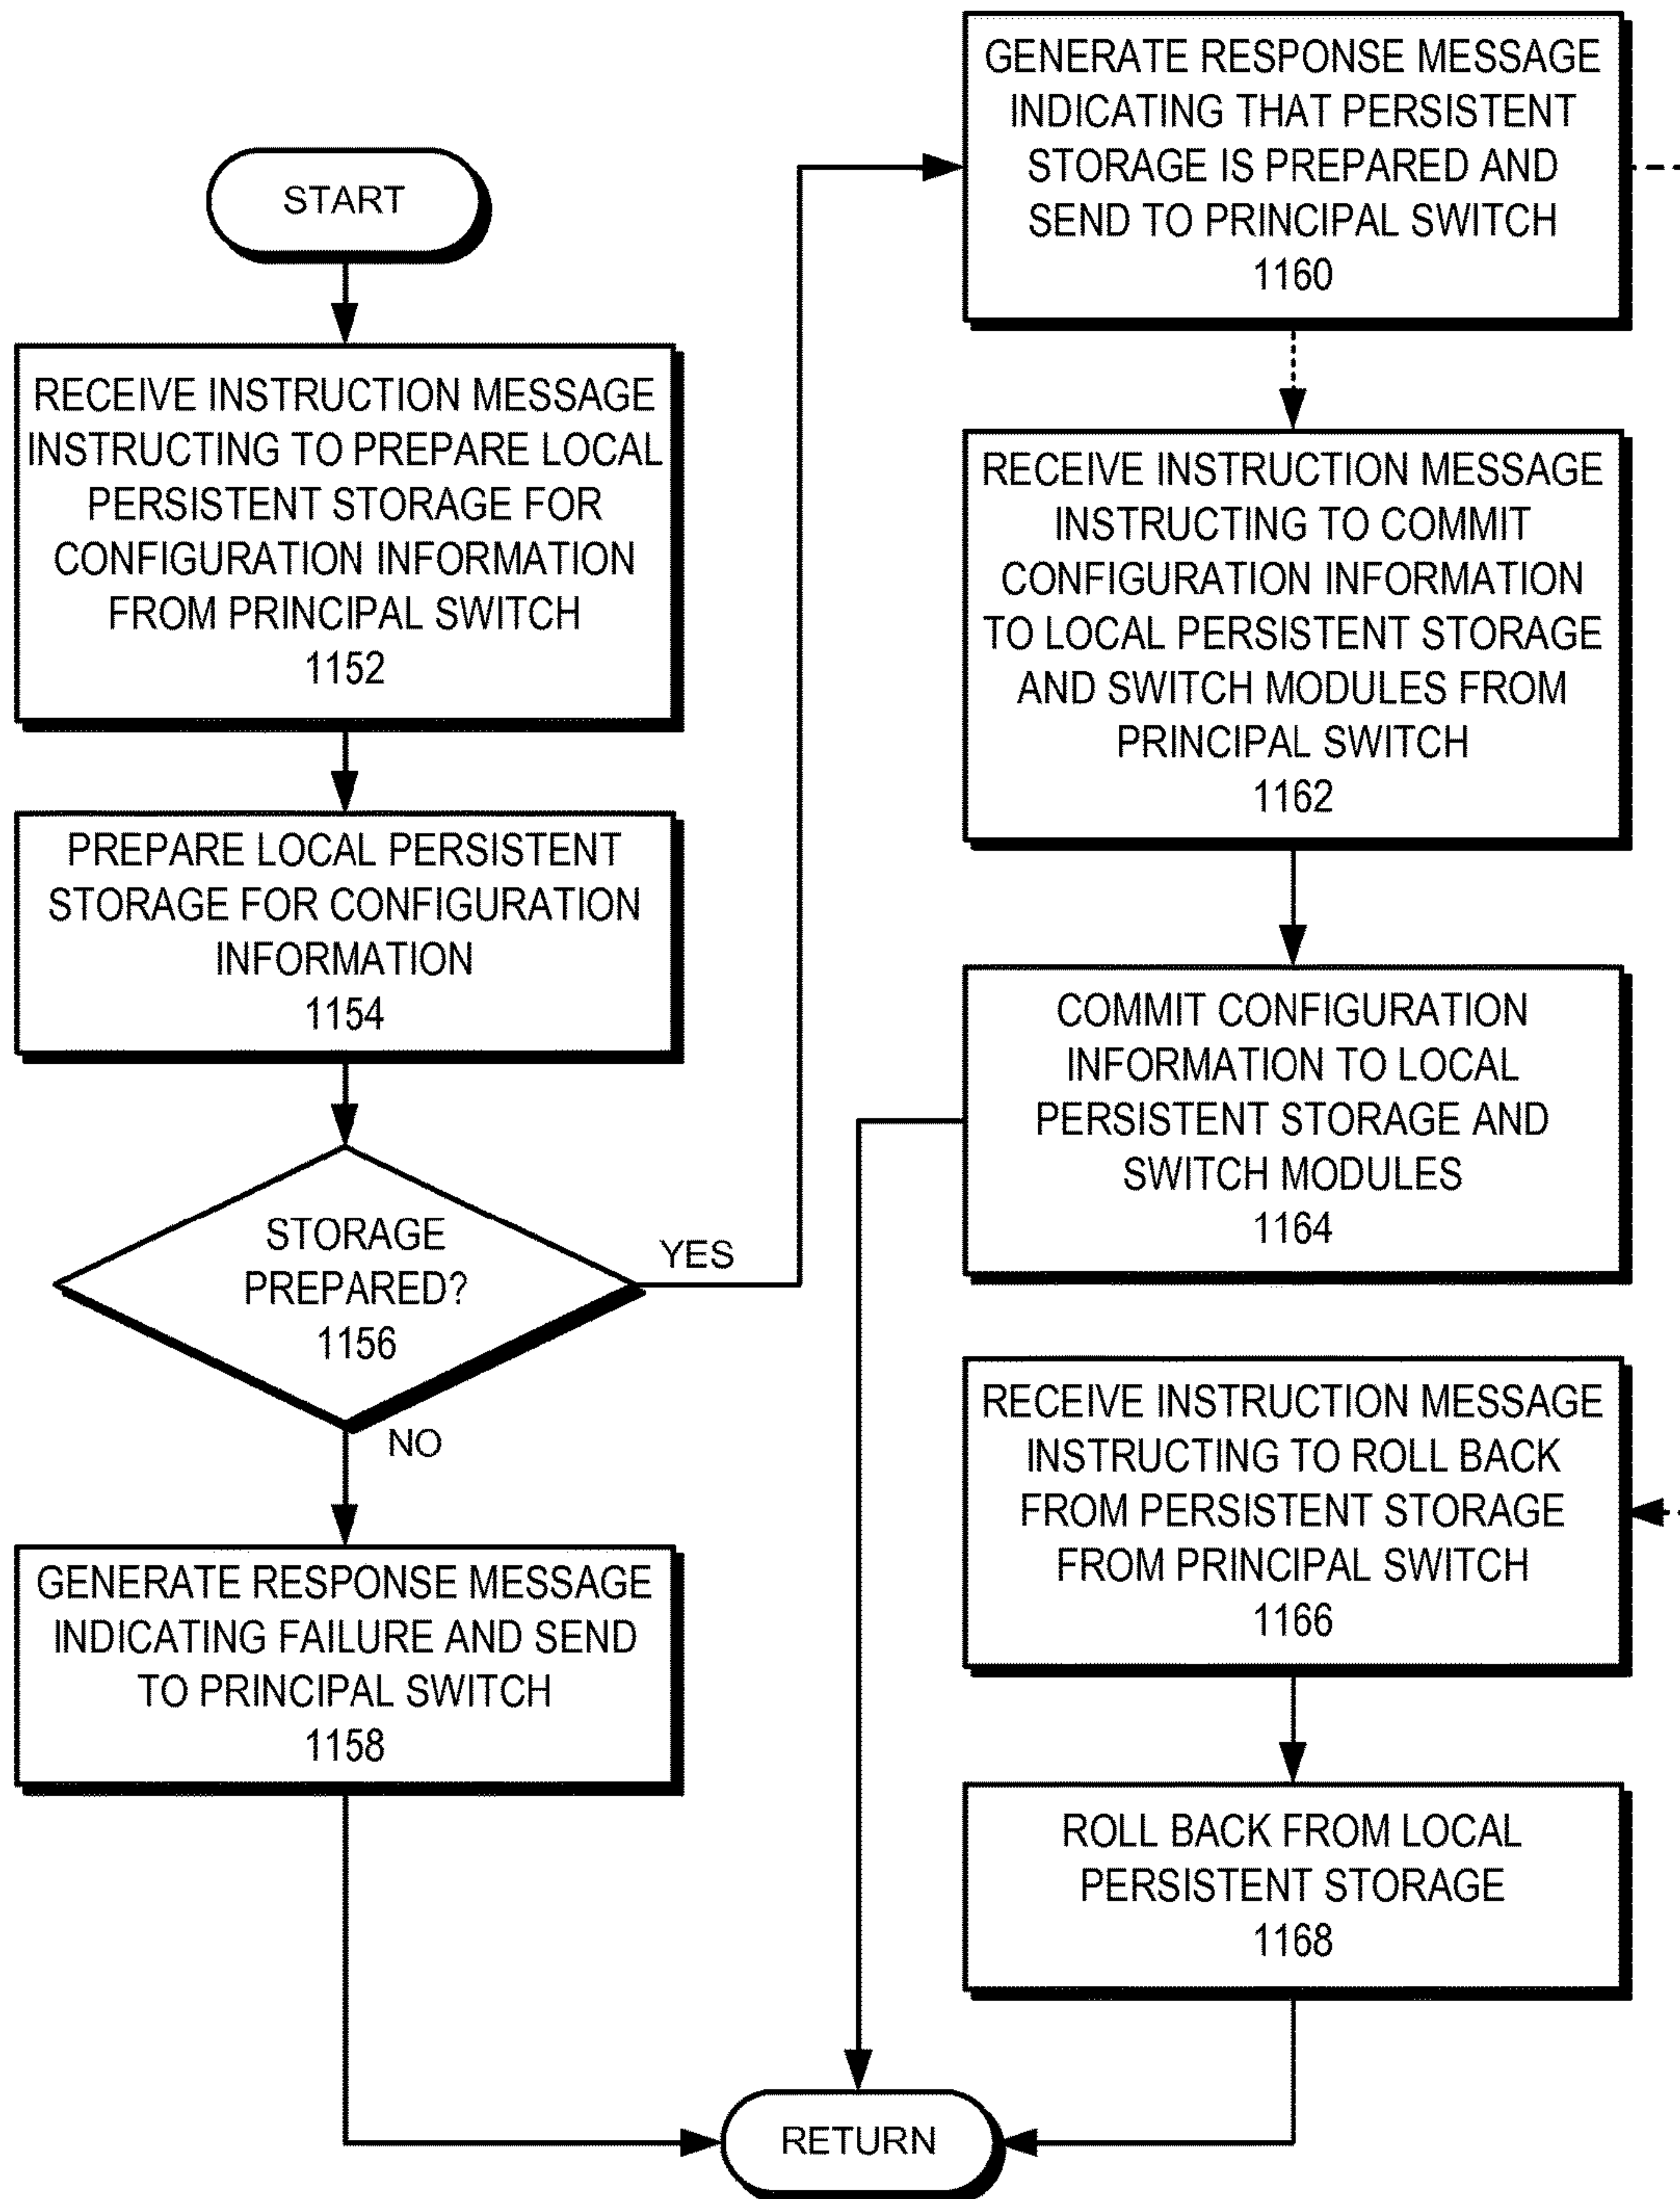 START
RECEIVE INSTRUCTION MESSAGE
INSTRUCTING TO PREPARE LOCAL
PERSISTENT STORAGE FOR
CONFIGURATION INFORMATION
FROM PRINCIPAL SWITCH
1152
PREPARE LOCAL PERSISTENT
STORAGE FOR CONFIGURATION
INFORMATION
1154
STORAGE
PREPARED?
1156
YES
NO
GENERATE RESPONSE MESSAGE
INDICATING FAILURE AND SEND
TO PRINCIPAL SWITCH
1158
GENERATE RESPONSE MESSAGE
INDICATING THAT PERSISTENT
STORAGE IS PREPARED AND
SEND TO PRINCIPAL SWITCH
1160
RECEIVE INSTRUCTION MESSAGE
INSTRUCTING TO COMMIT
CONFIGURATION INFORMATION
TO LOCAL PERSISTENT STORAGE
AND SWITCH MODULES FROM
PRINCIPAL SWITCH
1162
COMMIT CONFIGURATION
INFORMATION TO LOCAL
PERSISTENT STORAGE AND
SWITCH MODULES
1164
RECEIVE INSTRUCTION MESSAGE
INSTRUCTING TO ROLL BACK
FROM PERSISTENT STORAGE
FROM PRINCIPAL SWITCH
1166
ROLL BACK FROM LOCAL
PERSISTENT STORAGE
1168
RETURN